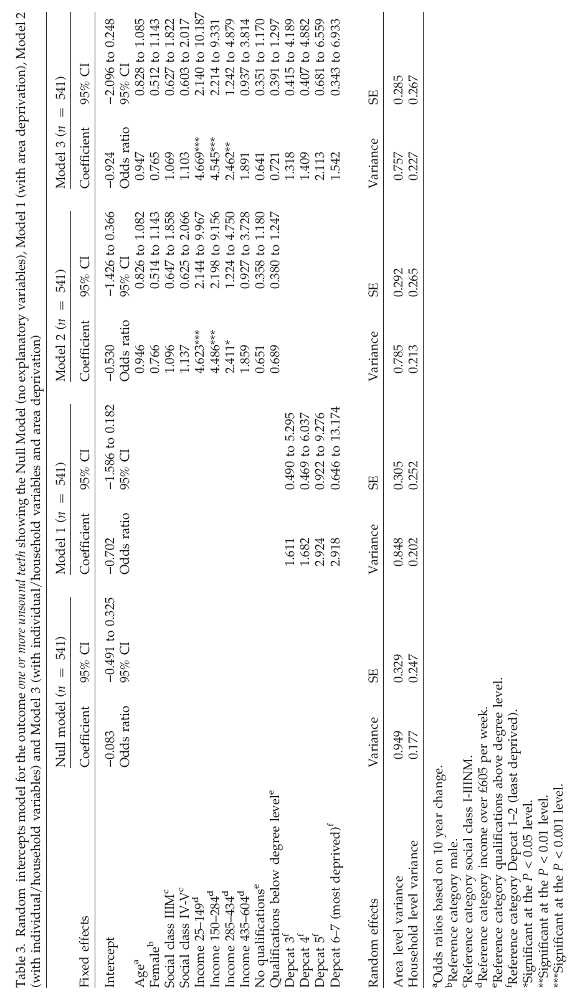 Table 3. Random intercepts model for the outcome one or more unsound teeth showing the Null Model (no explanatory variables), Model 1 (with area deprivation), Model 2
(with individual/household variables) and Model 3 (with individual/household variables and area deprivation)
Null model (n = 541) Model 1 (n = 541) Model 2 (n = 541) Model 3 (n = 541)
Fixed effects Coefficient 95% CI Coefficient 95% CI Coefficient 95% CI Coefficient 95% CI
Intercept −0.083 −0.491 to 0.325 −0.702 −1.586 to 0.182 −0.530 −1.426 to 0.366 −0.924 −2.096 to 0.248
Odds ratio 95% CI Odds ratio 95% CI Odds ratio 95% CI Odds ratio 95% CI
Ageᵃ 0.946 0.826 to 1.082 0.947 0.828 to 1.085
Femaleᵇ 0.766 0.514 to 1.143 0.765 0.512 to 1.143
Social class IIIMᶜ 1.096 0.647 to 1.858 1.069 0.627 to 1.822
Social class IV-Vᶜ 1.137 0.625 to 2.066 1.103 0.603 to 2.017
Income 25–149ᵈ 4.623*** 2.144 to 9.967 4.669*** 2.140 to 10.187
Income 150–284ᵈ 4.486*** 2.198 to 9.156 4.545*** 2.214 to 9.331
Income 285–434ᵈ 2.411* 1.224 to 4.750 2.462** 1.242 to 4.879
Income 435–604ᵈ 1.859 0.927 to 3.728 1.891 0.937 to 3.814
No qualificationsᵉ 0.651 0.358 to 1.180 0.641 0.351 to 1.170
Qualifications below degree levelᵉ 0.689 0.380 to 1.247 0.721 0.391 to 1.297
Depcat 3ᶠ 1.611 0.490 to 5.295 1.318 0.415 to 4.189
Depcat 4ᶠ 1.682 0.469 to 6.037 1.409 0.407 to 4.882
Depcat 5ᶠ 2.924 0.922 to 9.276 2.113 0.681 to 6.559
Depcat 6–7 (most deprived)ᶠ 2.918 0.646 to 13.174 1.542 0.343 to 6.933
Random effects Variance SE Variance SE Variance SE Variance SE
Area level variance 0.949 0.329 0.848 0.305 0.785 0.292 0.757 0.285
Household level variance 0.177 0.247 0.202 0.252 0.213 0.265 0.227 0.267
ᵃOdds ratios based on 10 year change.
ᵇReference category male.
ᶜReference category social class I-IIINM.
ᵈReference category income over £605 per week.
ᵉReference category qualifications above degree level.
ᶠReference category Depcat 1–2 (least deprived).
*Significant at the P < 0.05 level.
**Significant at the P < 0.01 level.
***Significant at the P < 0.001 level.